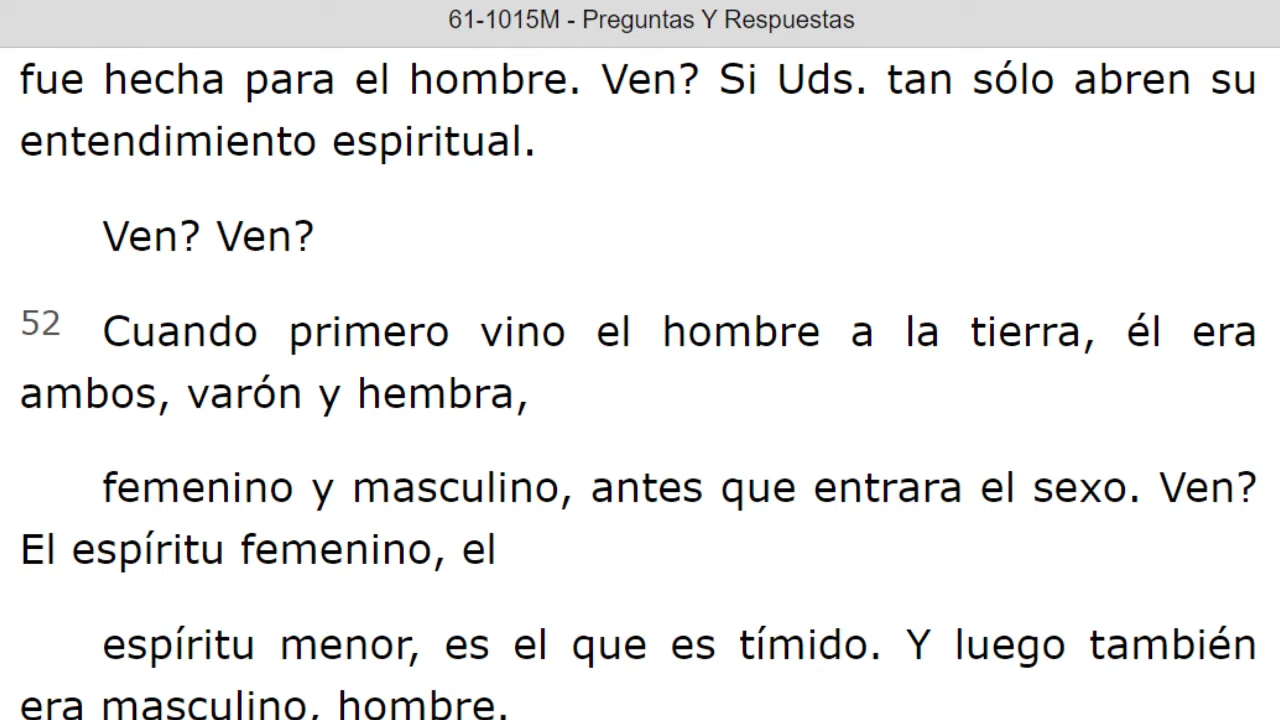 61-1015M - Preguntas Y Respuestas
fue hecha para el hombre. Ven? Si Uds. tan sólo abren su
entendimiento espiritual.
Ven? Ven?
52 Cuando primero vino el hombre a la tierra, él era
ambos, varón y hembra,
femenino y masculino, antes que entrara el sexo. Ven?
El espíritu femenino, el
espíritu menor, es el que es tímido. Y luego también
era masculino, hombre.